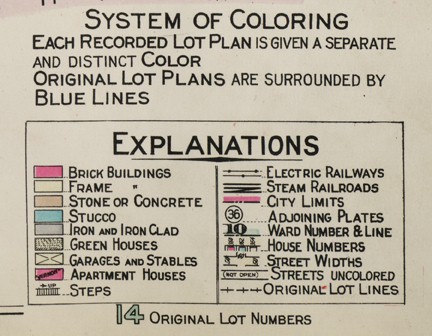 SYSTEM OF COLORING
EACH RECORDED LOT PLAN IS GIVEN A SEPARATE
AND DISTINCT COLOR
ORIGINAL LOT PLANS ARE SURROUNDED BY
BLUE LINES
EXPLANATIONS
BRICK BUILDINGS
FRAME "
STONE OR CONCRETE
STUCCO
IRON AND IRON CLAD
GREEN HOUSES
GARAGES AND STABLES
APARTMENT HOUSES
UP STEPS
ELECTRIC RAILWAYS
STEAM RAILROADS
CITY LIMITS
36 ADJOINING PLATES
10 WARD NUMBER & LINE
HOUSE NUMBERS
STREET WIDTHS
(NOT OPEN) STREETS UNCOLORED
ORIGINAL LOT LINES
14 ORIGINAL LOT NUMBERS